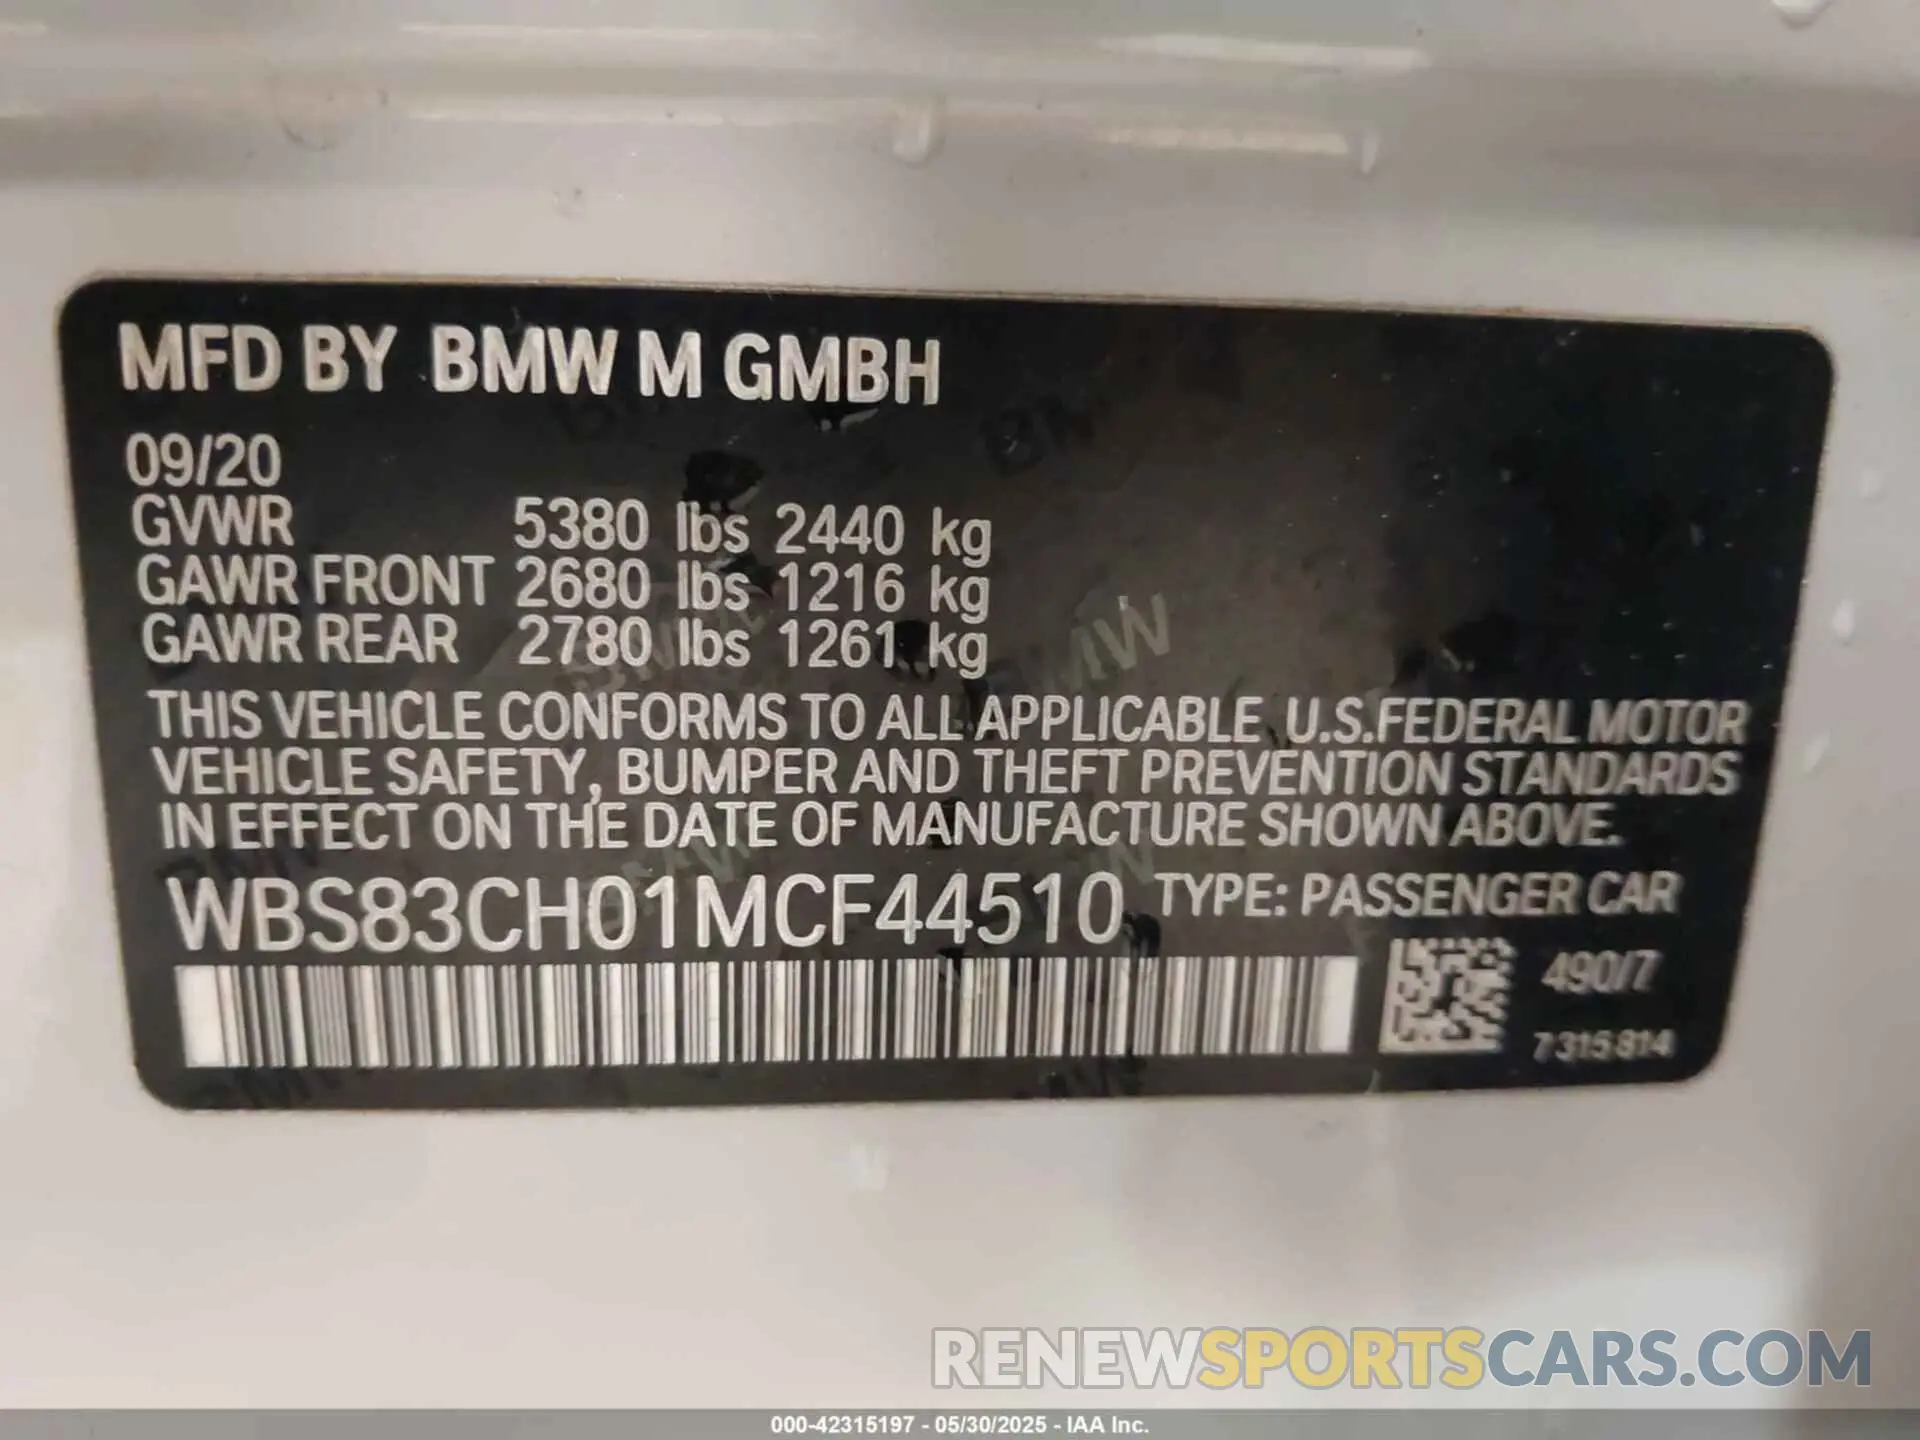 MFD BY BMW M GMBH
09/20
GVWR 5380 lbs 2440 kg
GAWR FRONT 2680 lbs 1216 kg
GAWR REAR 2780 lbs 1261 kg
THIS VEHICLE CONFORMS TO ALL APPLICABLE U.S.FEDERAL MOTOR
VEHICLE SAFETY, BUMPER AND THEFT PREVENTION STANDARDS
IN EFFECT ON THE DATE OF MANUFACTURE SHOWN ABOVE.
WBS83CH01MCF44510 TYPE: PASSENGER CAR
490/7
7315814
RENEWSPORTSCARS.COM
000-42315197 - 05/30/2025 - IAA Inc.